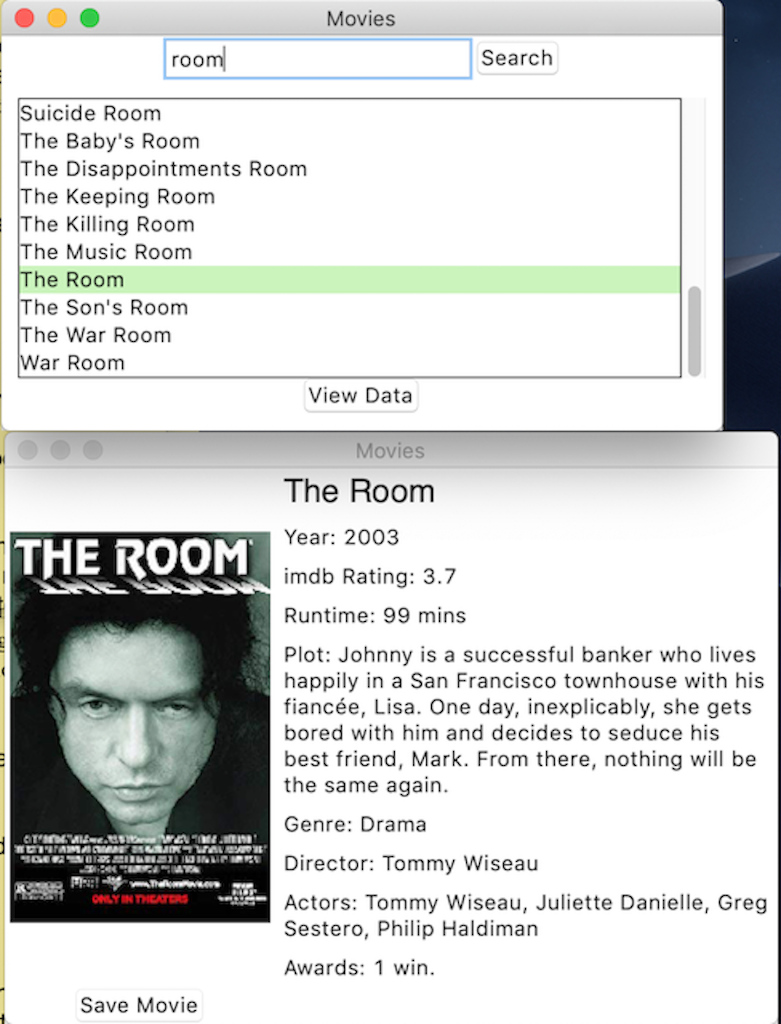 Movies
room
Search
Suicide Room
The Baby's Room
The Disappointments Room
The Keeping Room
The Killing Room
The Music Room
The Room
The Son's Room
The War Room
War Room
View Data
Movies
The Room
THE ROOM
THE ROOM
Year: 2003
imdb Rating: 3.7
Runtime: 99 mins
Plot: Johnny is a successful banker who lives
happily in a San Francisco townhouse with his
fiancée, Lisa. One day, inexplicably, she gets
bored with him and decides to seduce his
best friend, Mark. From there, nothing will be
the same again.
Genre: Drama
Director: Tommy Wiseau
Actors: Tommy Wiseau, Juliette Danielle, Greg
Sestero, Philip Haldiman
Awards: 1 win.
www.TheRoomMovie.com
ONLY IN THEATERS
Save Movie